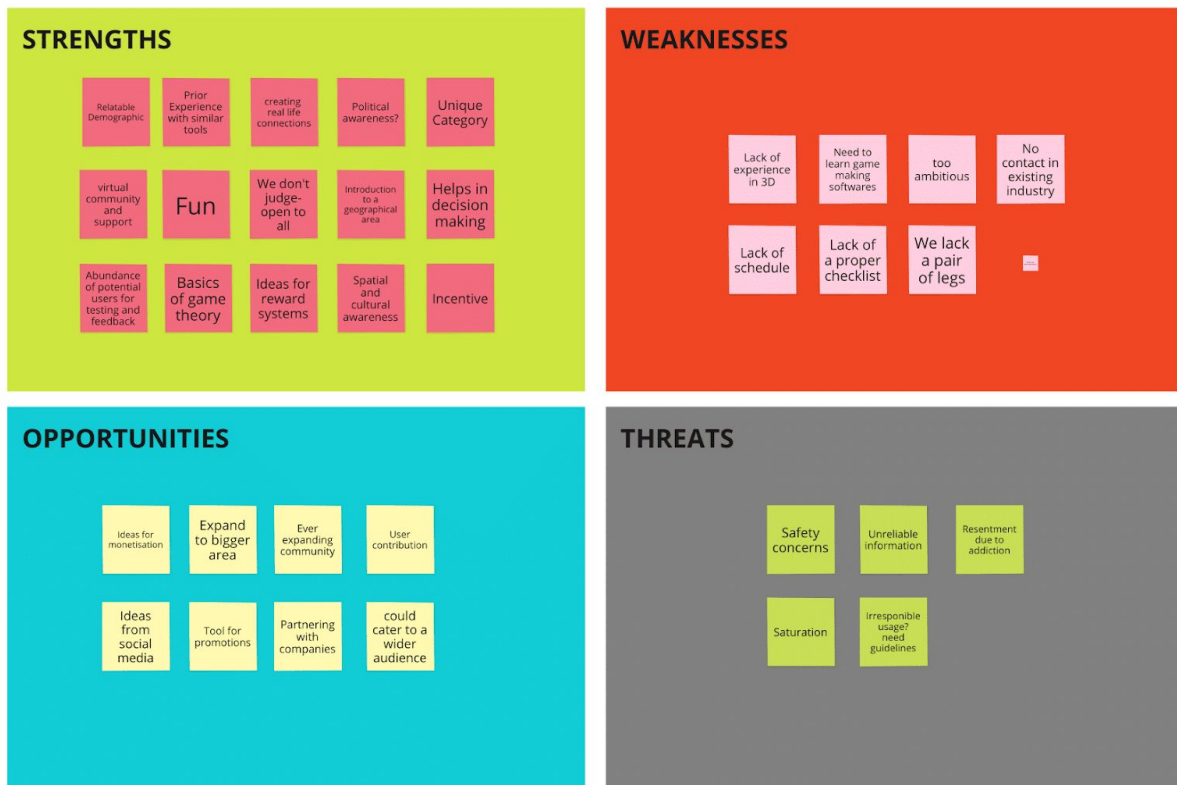 STRENGTHS
Relatable
Demographic
Prior
Experience
with similar
tools
creating
real life
connections
Political
awareness?
Unique
Category
virtual
community
and
support
Fun
We don't
judge-
open to
all
Introduction
to a
geographical
area
Helps in
decision
making
Abundance
of potential
users for
testing and
feedback
Basics
of game
theory
Ideas for
reward
systems
Spatial
and
cultural
awareness
Incentive
WEAKNESSES
Lack of
experience
in 3D
Need to
learn game
making
softwares
too
ambitious
No
contact in
existing
industry
Lack of
schedule
Lack of
a proper
checklist
We lack
a pair
of legs
OPPORTUNITIES
Ideas for
monetisation
Expand
to bigger
area
Ever
expanding
community
User
contribution
Ideas
from
social
media
Tool for
promotions
Partnering
with
companies
could
cater to a
wider
audience
THREATS
Safety
concerns
Unreliable
information
Resentment
due to
addiction
Saturation
Irresponible
usage?
need
guidelines